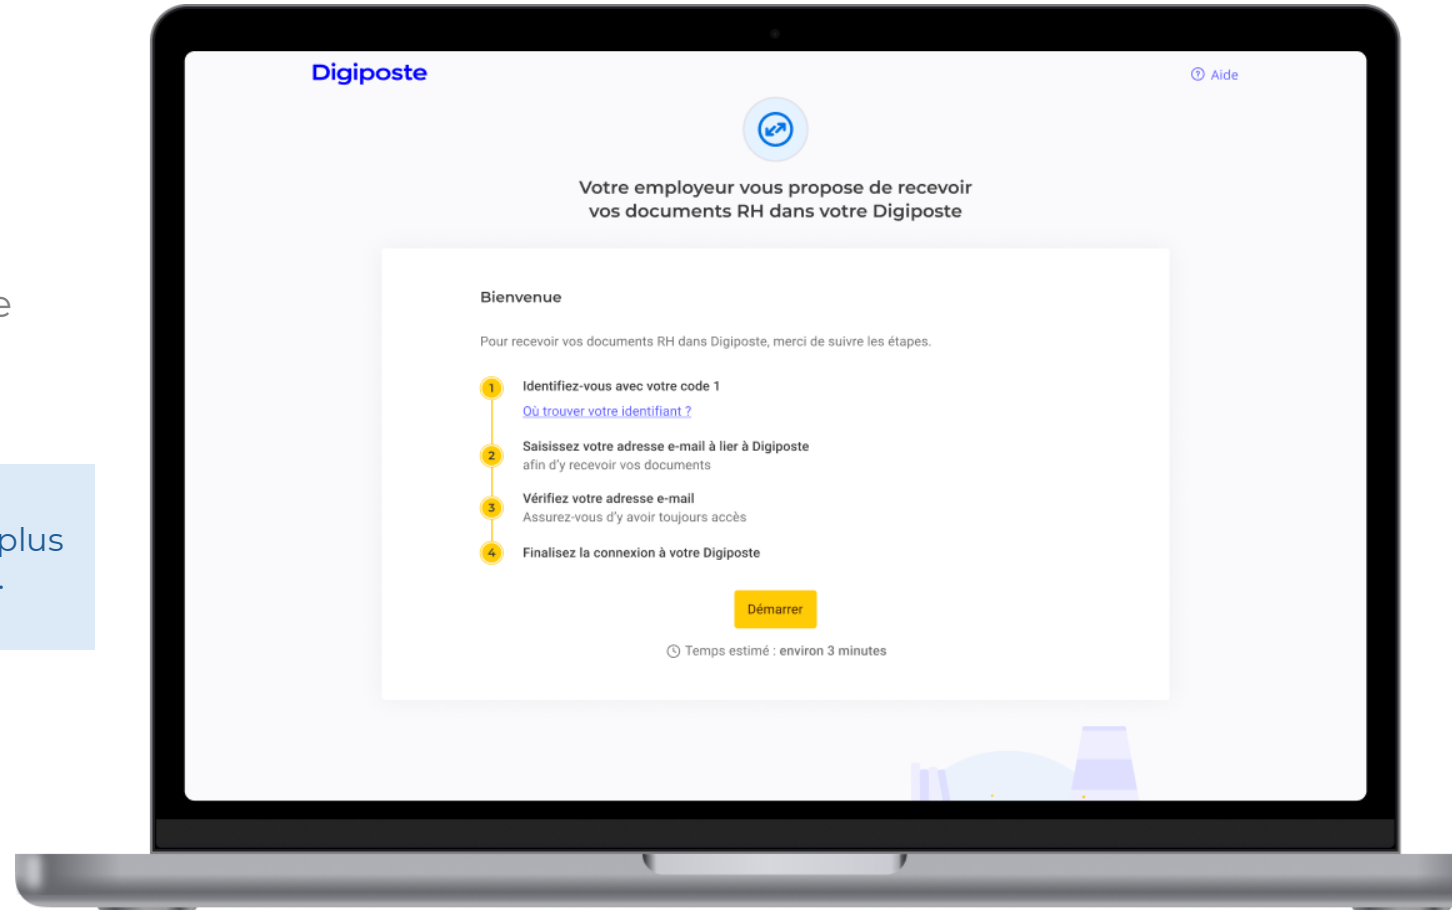 Digiposte
Aide
Votre employeur vous propose de recevoir
vos documents RH dans votre Digiposte
e
Bienvenue
Pour recevoir vos documents RH dans Digiposte, merci de suivre les étapes.
1 Identifiez-vous avec votre code 1
Où trouver votre identifiant ?
2 Saisissez votre adresse e-mail à lier à Digiposte
afin d'y recevoir vos documents
3 Vérifiez votre adresse e-mail
Assurez-vous d'y avoir toujours accès
plus
.
4 Finalisez la connexion à votre Digiposte
Démarrer
Temps estimé : environ 3 minutes